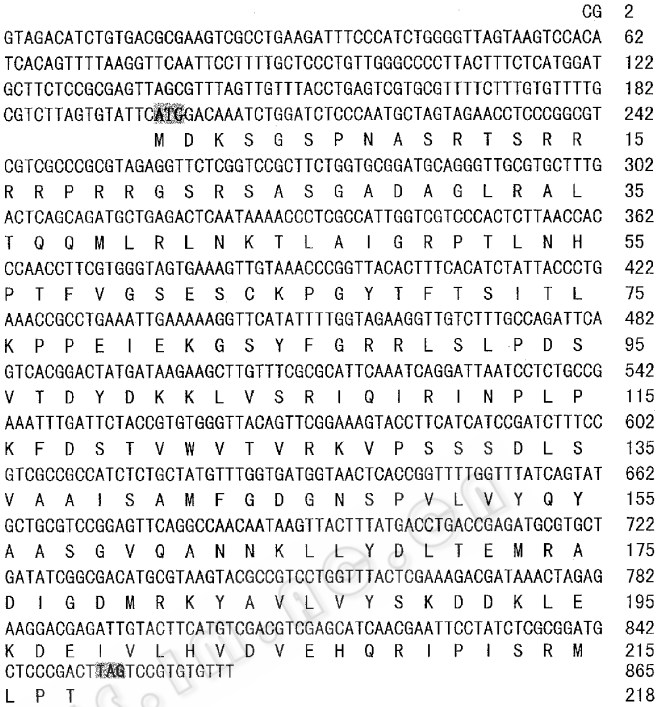 CG 2
GTAGACATCTGTGACGCGAAGTCGCCTGAAGATTTCCCATCTGGGGTTAGTAAGTCCACA 62
TCACAGTTTTAAGGTTCAATTCCTTTTGCTCCCTGTTGGGCCCCTTACTTTCTCATGGAT 122
GCTTCTCCGCGAGTTAGCGTTTAGTTGTTTACCTGAGTCGTGCGTTTTCTTTGTGTTTTG 182
CGTCTTAGTGTATTCATGGACAAATCTGGATCTCCCAATGCTAGTAGAACCTCCCGGCGT 242
M D K S G S P N A S R T S R R 15
CGTCGCCCGCGTAGAGGTTCTCGGTCCGCTTCTGGTGCGGATGCAGGGTTGCGTGCTTTG 302
R R P R R G S R S A S G A D A G L R A L 35
ACTCAGCAGATGCTGAGACTCAATAAAACCCTCGCCATTGGTCGTCCCACTCTTAACCAC 362
T Q Q M L R L N K T L A I G R P T L N H 55
CCAACCTTCGTGGGTAGTGAAAGTTGTAAACCCGGTTACACTTTCACATCTATTACCCTG 422
P T F V G S E S C K P G Y T F T S I T L 75
AAACCGCCTGAAATTGAAAAAGGTTCATATTTTGGTAGAAGGTTGTCTTTGCCAGATTCA 482
K P P E I E K G S Y F G R R L S L P D S 95
GTCACGGACTATGATAAGAAGCTTGTTTCGCGCATTCAAATCAGGATTAATCCTCTGCCG 542
V T D Y D K K L V S R I Q I R I N P L P 115
AAATTTGATTCTACCGTGTGGGTTACAGTTCGGAAAGTACCTTCATCATCCGATCTTTCC 602
K F D S T V W V T V R K V P S S S D L S 135
GTCGCCGCCATCTCTGCTATGTTTGGTGATGGTAACTCACCGGTTTTGGTTTATCAGTAT 662
V A A I S A M F G D G N S P V L V Y Q Y 155
GCTGCGTCCGGAGTTCAGGCCAACAATAAGTTACTTTATGACCTGACCGAGATGCGTGCT 722
A A S G V Q A N N K L L Y D L T E M R A 175
GATATCGGCGACATGCGTAAGTACGCCGTCCTGGTTTACTCGAAAGACGATAAACTAGAG 782
D I G D M R K Y A V L V Y S K D D K L E 195
AAGGACGAGATTGTACTTCATGTCGACGTCGAGCATCAACGAATTCCTATCTCGCGGATG 842
K D E I V L H V D V E H Q R I P I S R M 215
CTCCCGACTTAGTCCGTGTGTTT 865
L P T 218